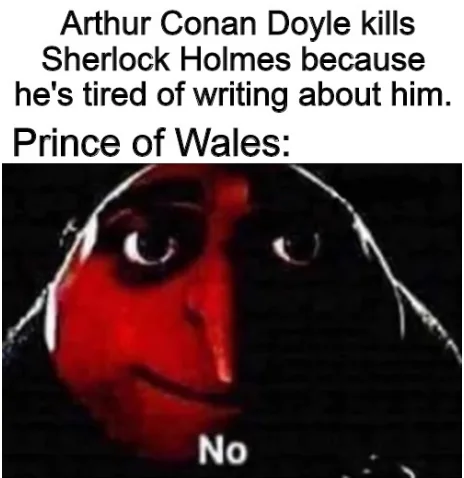 Arthur Conan Doyle kills
Sherlock Holmes because
he's tired of writing about him.
Prince of Wales:
No